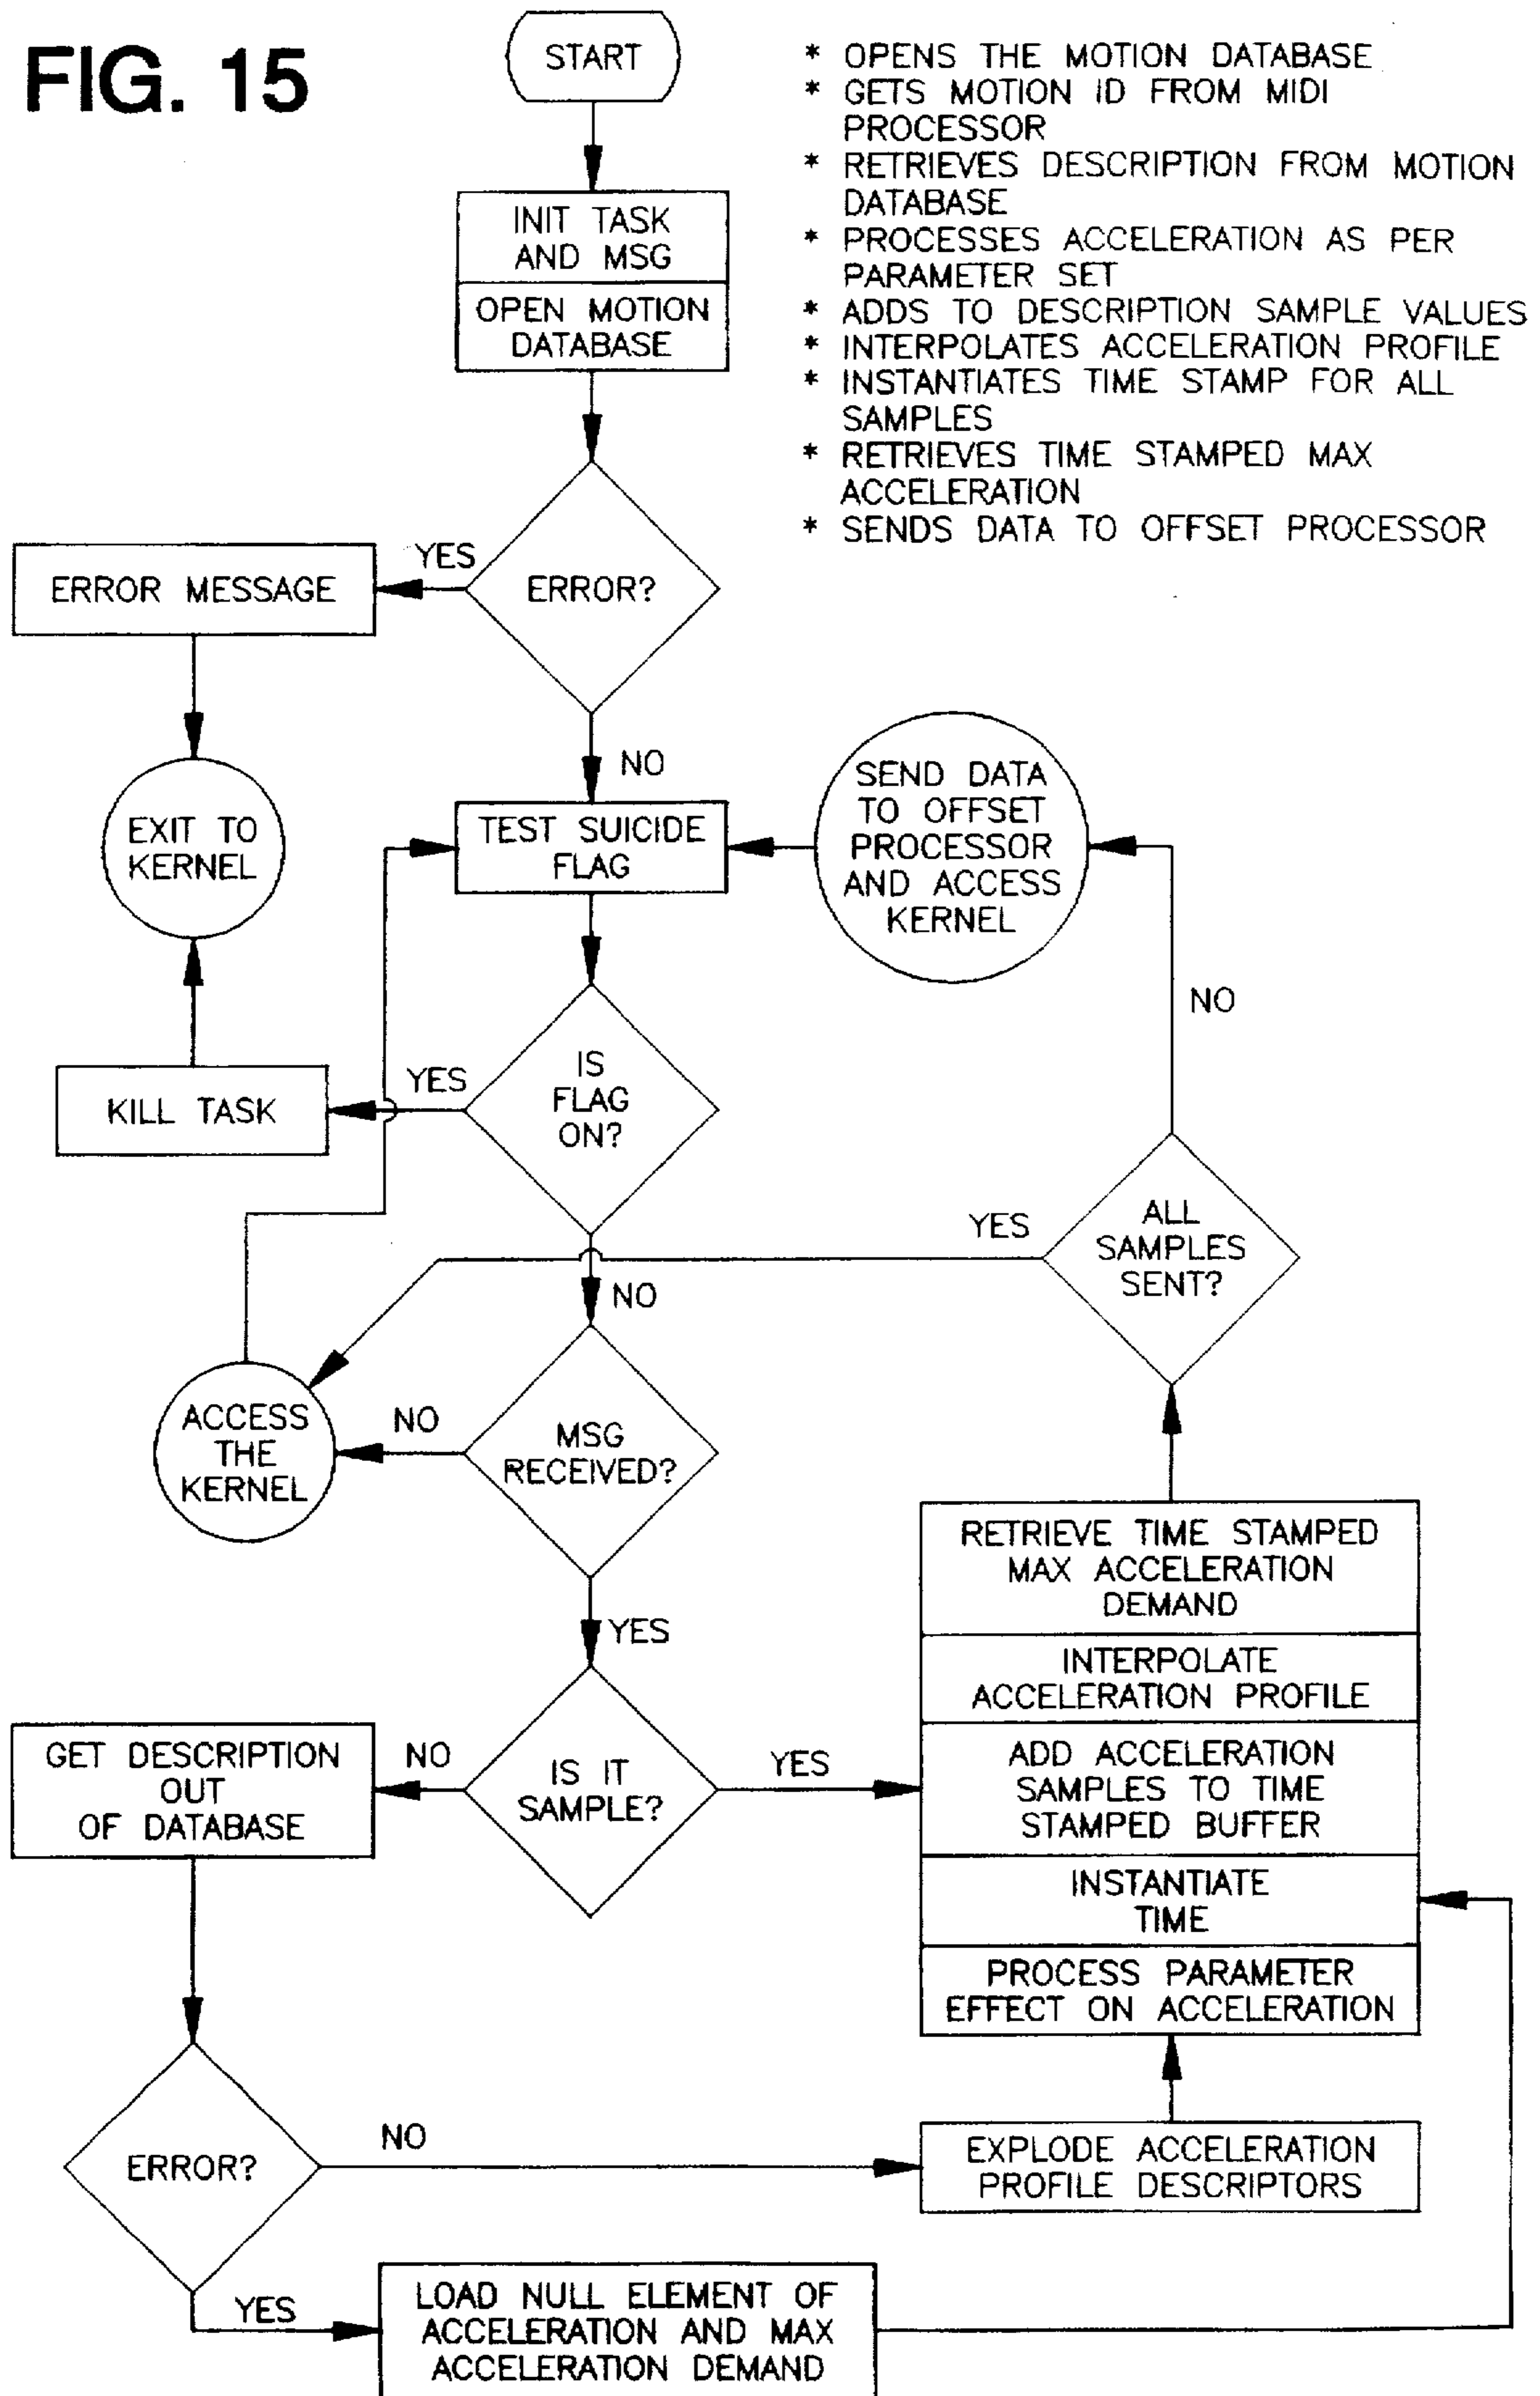 FIG. 15
START
* OPENS THE MOTION DATABASE
* GETS MOTION ID FROM MIDI
PROCESSOR
* RETRIEVES DESCRIPTION FROM MOTION
DATABASE
* PROCESSES ACCELERATION AS PER
PARAMETER SET
* ADDS TO DESCRIPTION SAMPLE VALUES
* INTERPOLATES ACCELERATION PROFILE
* INSTANTIATES TIME STAMP FOR ALL
SAMPLES
* RETRIEVES TIME STAMPED MAX
ACCELERATION
* SENDS DATA TO OFFSET PROCESSOR
INIT TASK
AND MSG
OPEN MOTION
DATABASE
ERROR?
YES
ERROR MESSAGE
NO
EXIT TO
KERNEL
TEST SUICIDE
FLAG
SEND DATA
TO OFFSET
PROCESSOR
AND ACCESS
KERNEL
NO
IS
FLAG
ON?
YES
KILL TASK
ALL
SAMPLES
SENT?
YES
NO
ACCESS
THE
KERNEL
NO
MSG
RECEIVED?
YES
RETRIEVE TIME STAMPED
MAX ACCELERATION
DEMAND
INTERPOLATE
ACCELERATION PROFILE
ADD ACCELERATION
SAMPLES TO TIME
STAMPED BUFFER
INSTANTIATE
TIME
PROCESS PARAMETER
EFFECT ON ACCELERATION
GET DESCRIPTION
OUT
OF DATABASE
NO
IS IT
SAMPLE?
YES
ERROR?
NO
EXPLODE ACCELERATION
PROFILE DESCRIPTORS
YES
LOAD NULL ELEMENT OF
ACCELERATION AND MAX
ACCELERATION DEMAND